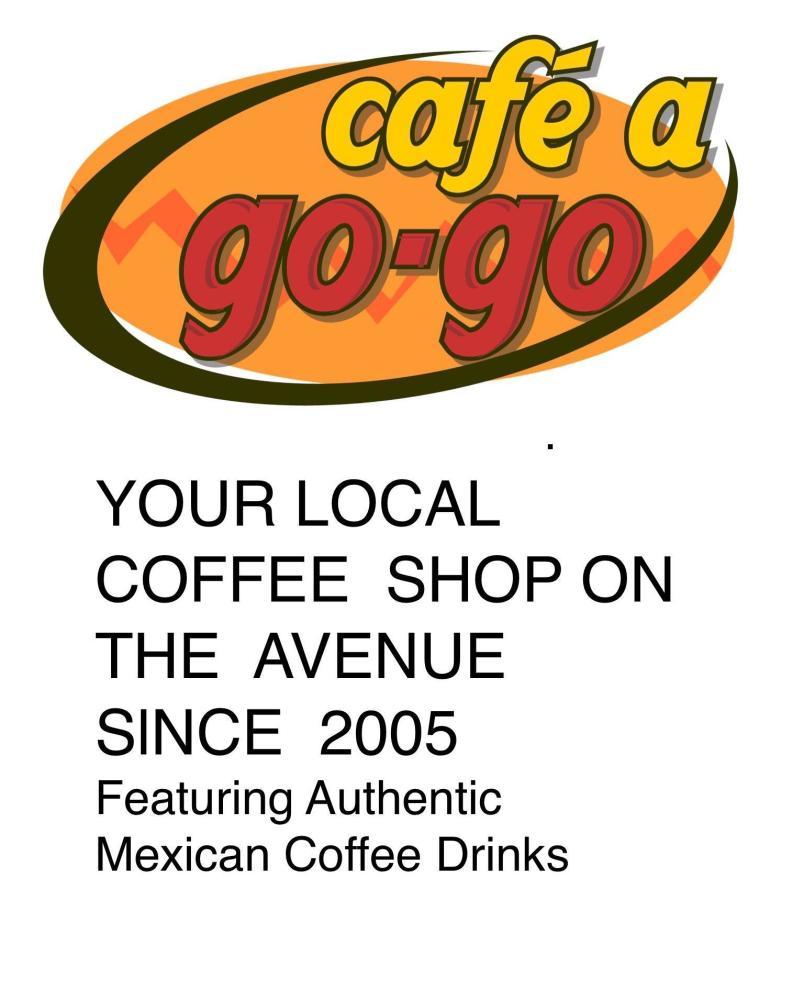 café a
go-go
.
YOUR LOCAL
COFFEE  SHOP ON
THE  AVENUE
SINCE  2005
Featuring Authentic
Mexican Coffee Drinks